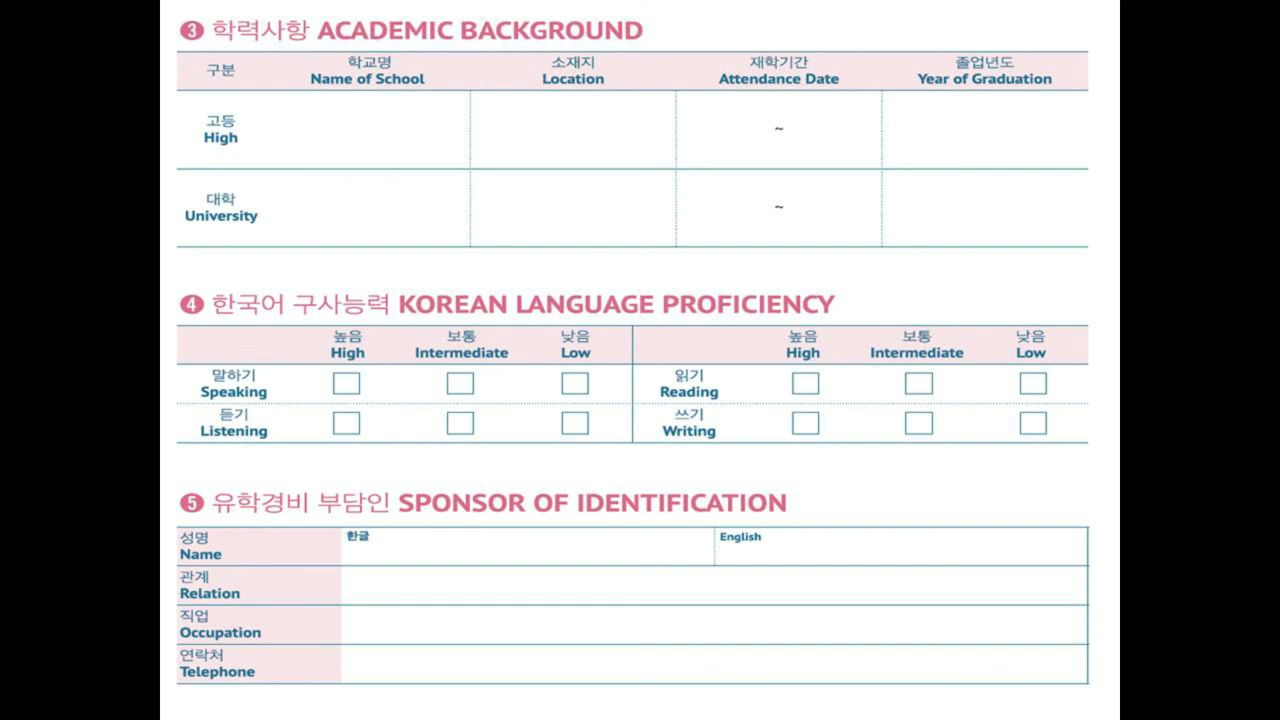 ❸ 학력사항 ACADEMIC BACKGROUND
구분 학교명 소재지 재학기간 졸업년도
Name of School Location Attendance Date Year of Graduation
고등
High ~
대학
University ~
❹ 한국어 구사능력 KOREAN LANGUAGE PROFICIENCY
높음 보통 낮음 높음 보통 낮음
High Intermediate Low High Intermediate Low
말하기 읽기
Speaking Reading
듣기 쓰기
Listening Writing
❺ 유학경비 부담인 SPONSOR OF IDENTIFICATION
성명 한글 English
Name
관계
Relation
직업
Occupation
연락처
Telephone